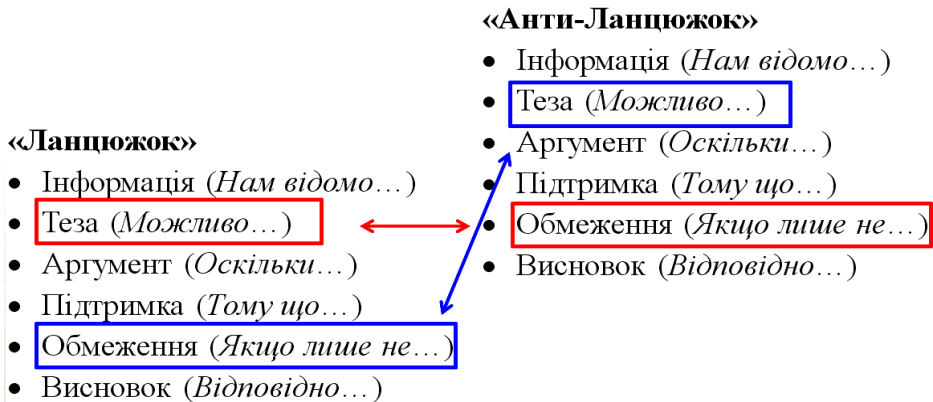 «Анти-Ланцюжок»
• Інформація (Нам відомо…)
• Теза (Можливо…)
• Аргумент (Оскільки…)
• Підтримка (Тому що…)
• Обмеження (Якщо лише не…)
• Висновок (Відповідно…)
«Ланцюжок»
• Інформація (Нам відомо…)
• Теза (Можливо…)
• Аргумент (Оскільки…)
• Підтримка (Тому що…)
• Обмеження (Якщо лише не…)
• Висновок (Відповідно…)